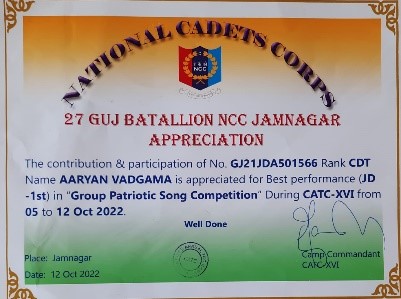 NATIONAL CADETS CORPS
NCC
27 GUJ BATALLION NCC JAMNAGAR
APPRECIATION
The contribution & participation of No. GJ21JDA501566 Rank CDT
Name AARYAN VADGAMA is appreciated for Best performance (JD
-1st) in "Group Patriotic Song Competition" During CATC-XVI from
05 to 12 Oct 2022.
Well Done
Place: Jamnagar
Camp Commandant
Date: 12 Oct 2022
CATC-XVI